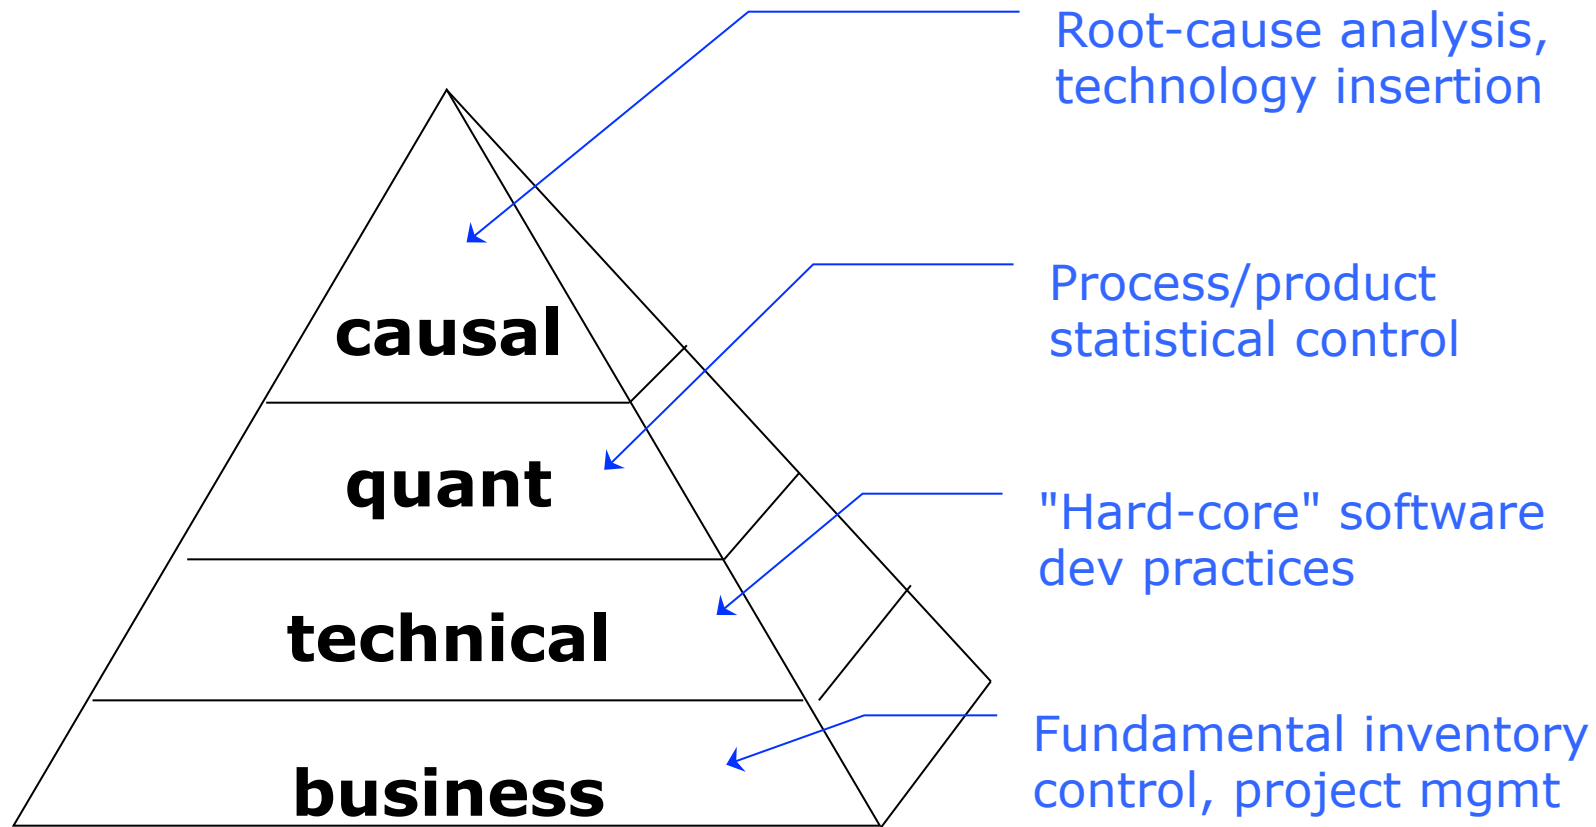 Root-cause analysis,
technology insertion
causal
Process/product
statistical control
quant
"Hard-core" software
dev practices
technical
Fundamental inventory
control, project mgmt
business